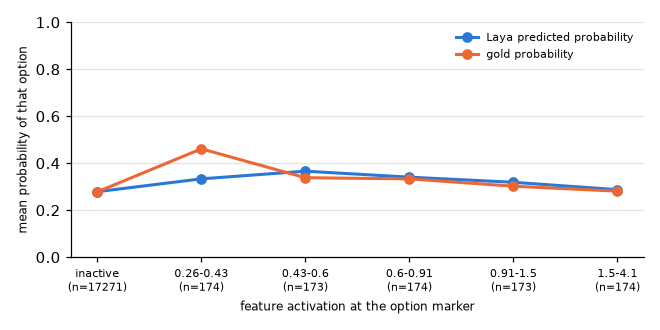 1.0
0.8
0.6
0.4
0.2
0.0
mean probability of that option
Laya predicted probability
gold probability
inactive
(n=17271)
0.26-0.43
(n=174)
0.43-0.6
(n=173)
0.6-0.91
(n=174)
0.91-1.5
(n=173)
1.5-4.1
(n=174)
feature activation at the option marker